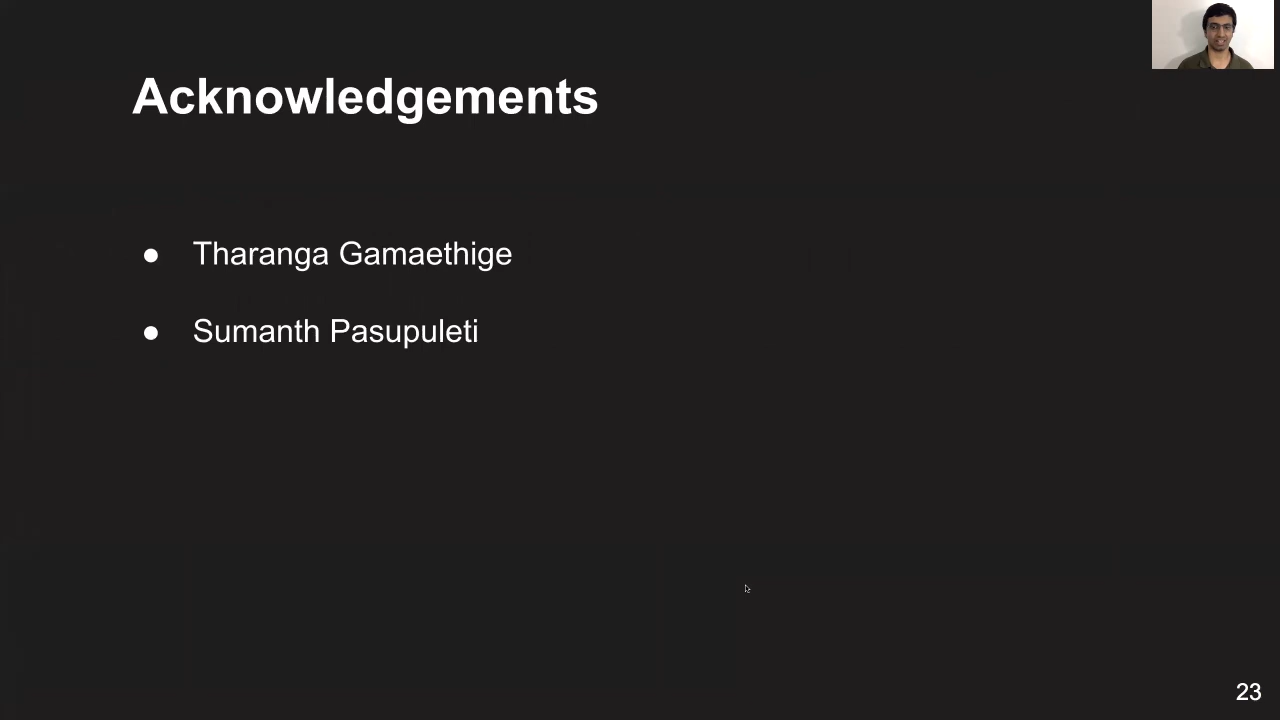 Acknowledgements
● Tharanga Gamaethige
● Sumanth Pasupuleti
23